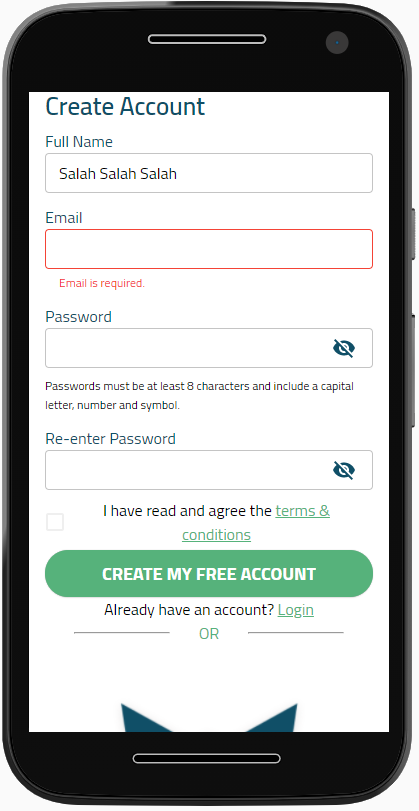 Create Account
Full Name
Salah Salah Salah
Email
Email is required.
Password
Passwords must be at least 8 characters and include a capital
letter, number and symbol.
Re-enter Password
I have read and agree the terms &
conditions
CREATE MY FREE ACCOUNT
Already have an account? Login
OR